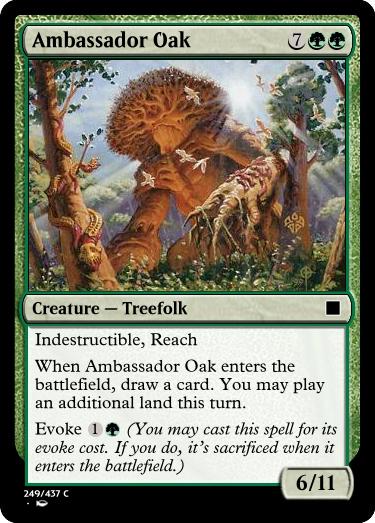 Ambassador Oak 7
Creature — Treefolk
Indestructible, Reach
When Ambassador Oak enters the
battlefield, draw a card. You may play
an additional land this turn.
Evoke 1 (You may cast this spell for its
evoke cost. If you do, it's sacrificed when it
enters the battlefield.)
6/11
249/437 C